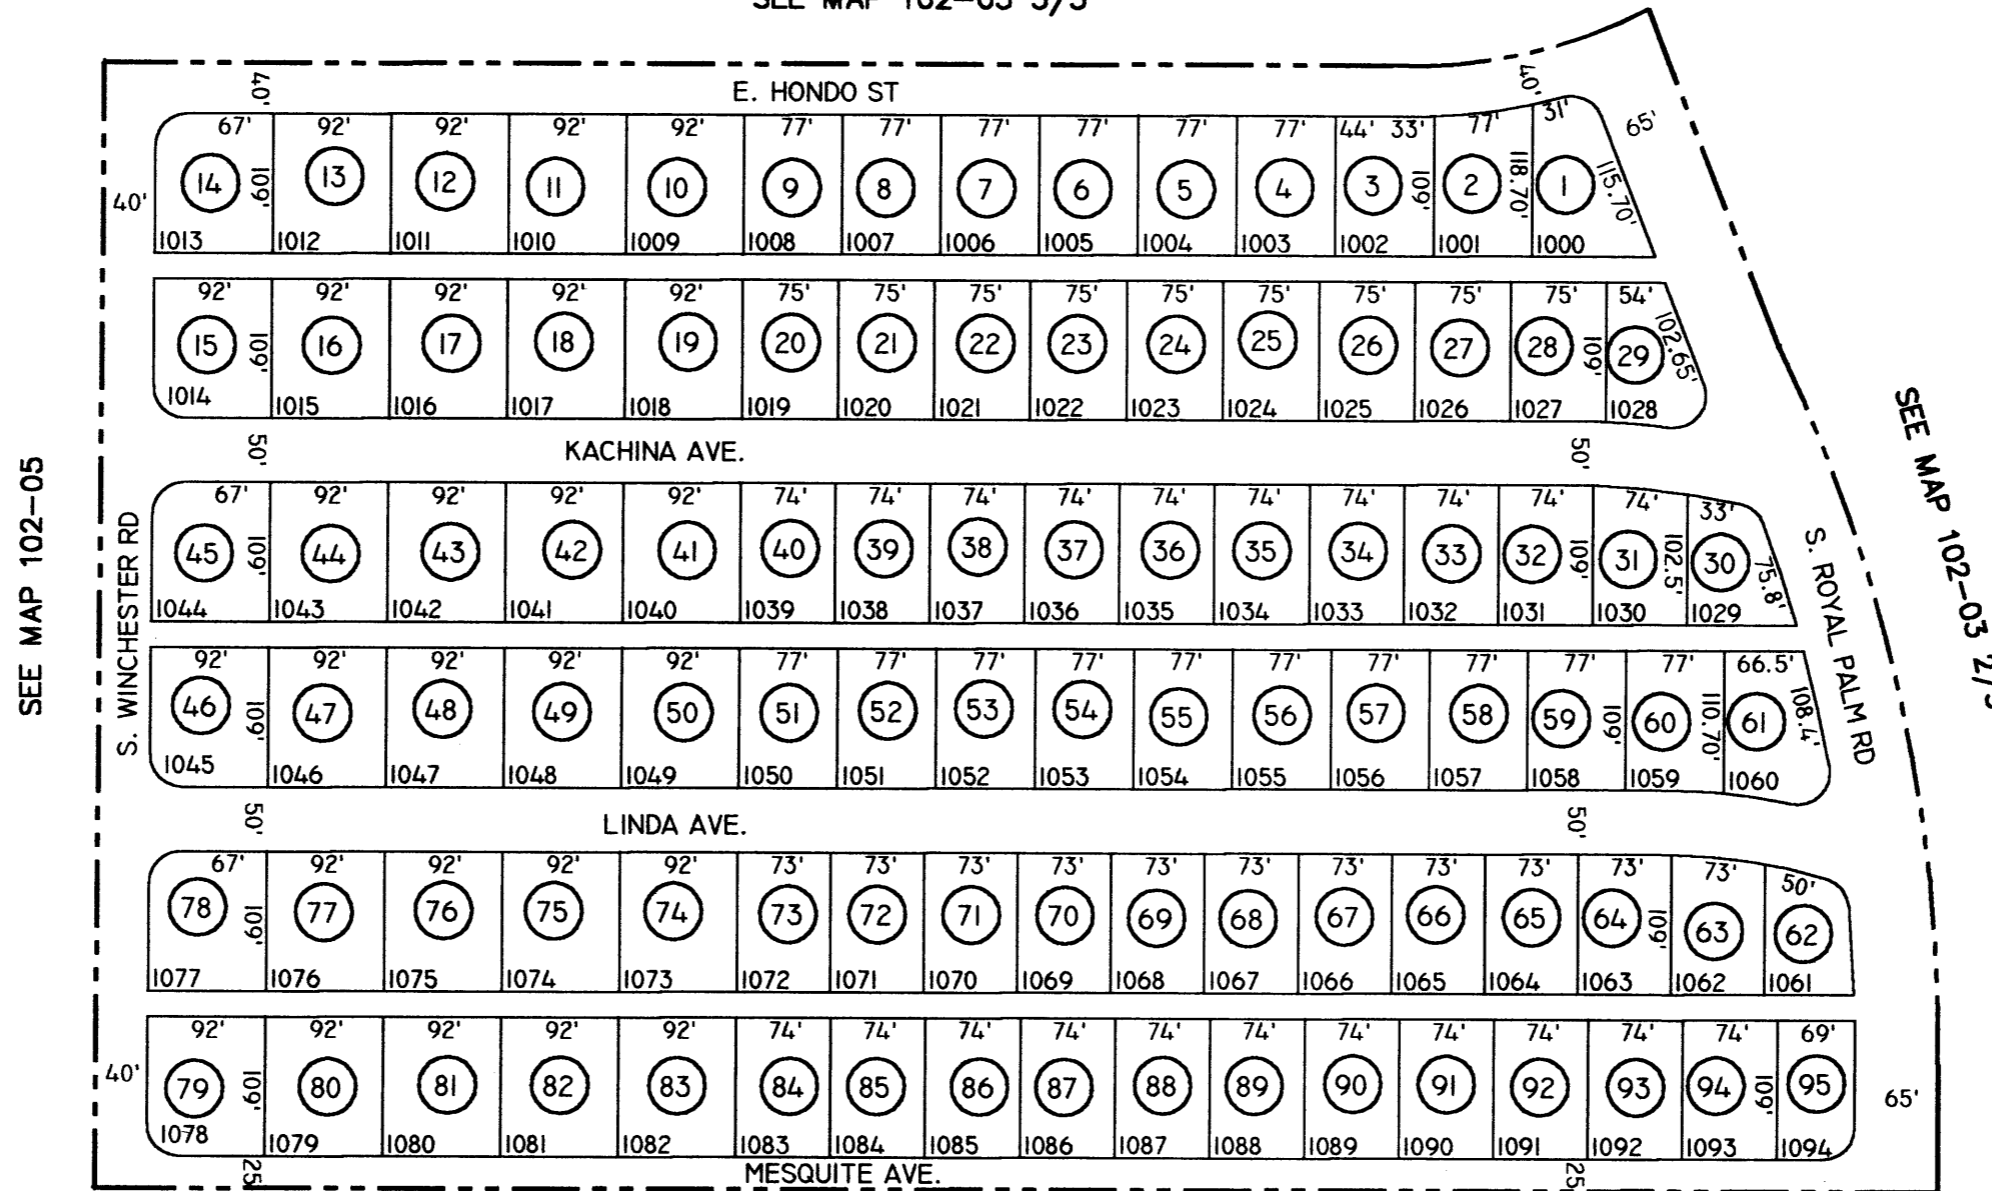 SEE MAP 102-03 3/3
E. HONDO ST
40' 40'
67' 92' 92' 92' 92' 77' 77' 77' 77' 77' 77' 44' 33' 77' 31' 65'
40' 14 109' 13 12 11 10 9 8 7 6 5 4 3 109' 2 118.70' 1 115.70'
1013 1012 1011 1010 1009 1008 1007 1006 1005 1004 1003 1002 1001 1000
92' 92' 92' 92' 92' 75' 75' 75' 75' 75' 75' 75' 75' 75' 54'
15 109' 16 17 18 19 20 21 22 23 24 25 26 27 28 109' 29 102.65'
1014 1015 1016 1017 1018 1019 1020 1021 1022 1023 1024 1025 1026 1027 1028
50' KACHINA AVE. 50'
67' 92' 92' 92' 92' 74' 74' 74' 74' 74' 74' 74' 74' 74' 74' 33'
45 109' 44 43 42 41 40 39 38 37 36 35 34 33 32 109' 31 102.5' 30 75.8'
1044 1043 1042 1041 1040 1039 1038 1037 1036 1035 1034 1033 1032 1031 1030 1029
SEE MAP 102-05
S. WINCHESTER RD
S. ROYAL PALM RD
SEE MAP 102-03
92' 92' 92' 92' 92' 77' 77' 77' 77' 77' 77' 77' 77' 77' 77' 66.5'
46 109' 47 48 49 50 51 52 53 54 55 56 57 58 59 109' 60 110.70' 61 108.4'
1045 1046 1047 1048 1049 1050 1051 1052 1053 1054 1055 1056 1057 1058 1059 1060
50' LINDA AVE. 50'
67' 92' 92' 92' 92' 73' 73' 73' 73' 73' 73' 73' 73' 73' 73' 73' 50'
78 109' 77 76 75 74 73 72 71 70 69 68 67 66 65 64 109' 63 62
1077 1076 1075 1074 1073 1072 1071 1070 1069 1068 1067 1066 1065 1064 1063 1062 1061
92' 92' 92' 92' 92' 74' 74' 74' 74' 74' 74' 74' 74' 74' 74' 74' 69'
40' 79 109' 80 81 82 83 84 85 86 87 88 89 90 91 92 93 94 109' 95 65'
1078 1079 1080 1081 1082 1083 1084 1085 1086 1087 1088 1089 1090 1091 1092 1093 1094
25' MESQUITE AVE. 25'